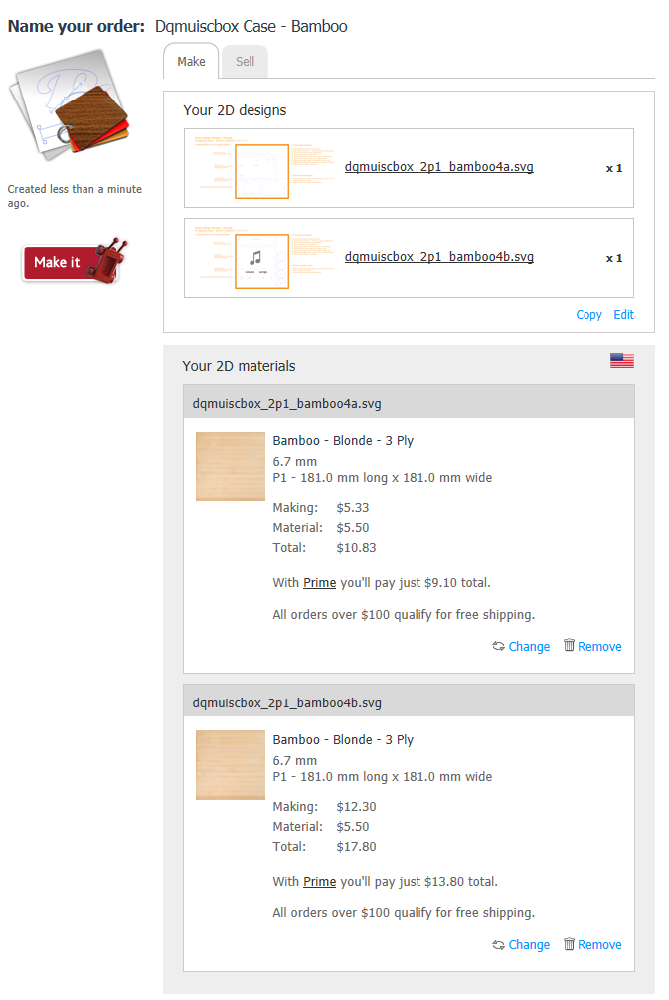 Name your order: Dqmuiscbox Case - Bamboo
Make Sell
Created less than a minute
ago.
Make it
Your 2D designs
dqmuiscbox_2p1_bamboo4a.svg x 1
dqmuiscbox_2p1_bamboo4b.svg x 1
Copy Edit
Your 2D materials
dqmuiscbox_2p1_bamboo4a.svg
Bamboo - Blonde - 3 Ply
6.7 mm
P1 - 181.0 mm long x 181.0 mm wide
Making: $5.33
Material: $5.50
Total: $10.83
With Prime you'll pay just $9.10 total.
All orders over $100 qualify for free shipping.
Change Remove
dqmuiscbox_2p1_bamboo4b.svg
Bamboo - Blonde - 3 Ply
6.7 mm
P1 - 181.0 mm long x 181.0 mm wide
Making: $12.30
Material: $5.50
Total: $17.80
With Prime you'll pay just $13.80 total.
All orders over $100 qualify for free shipping.
Change Remove